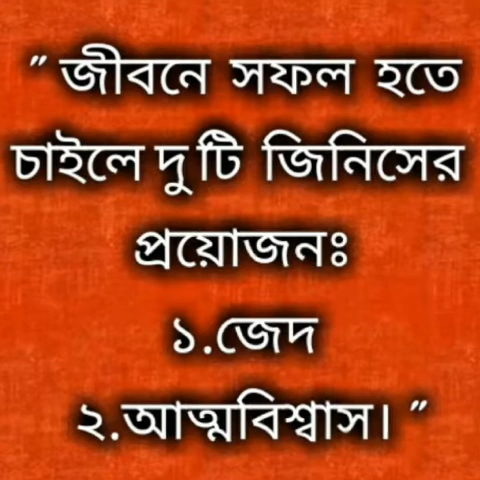 " জীবনে সফল হতে
চাইলে দু টি জিনিসের
প্রয়োজনঃ
১.জেদ
২.আত্মবিশ্বাস। "